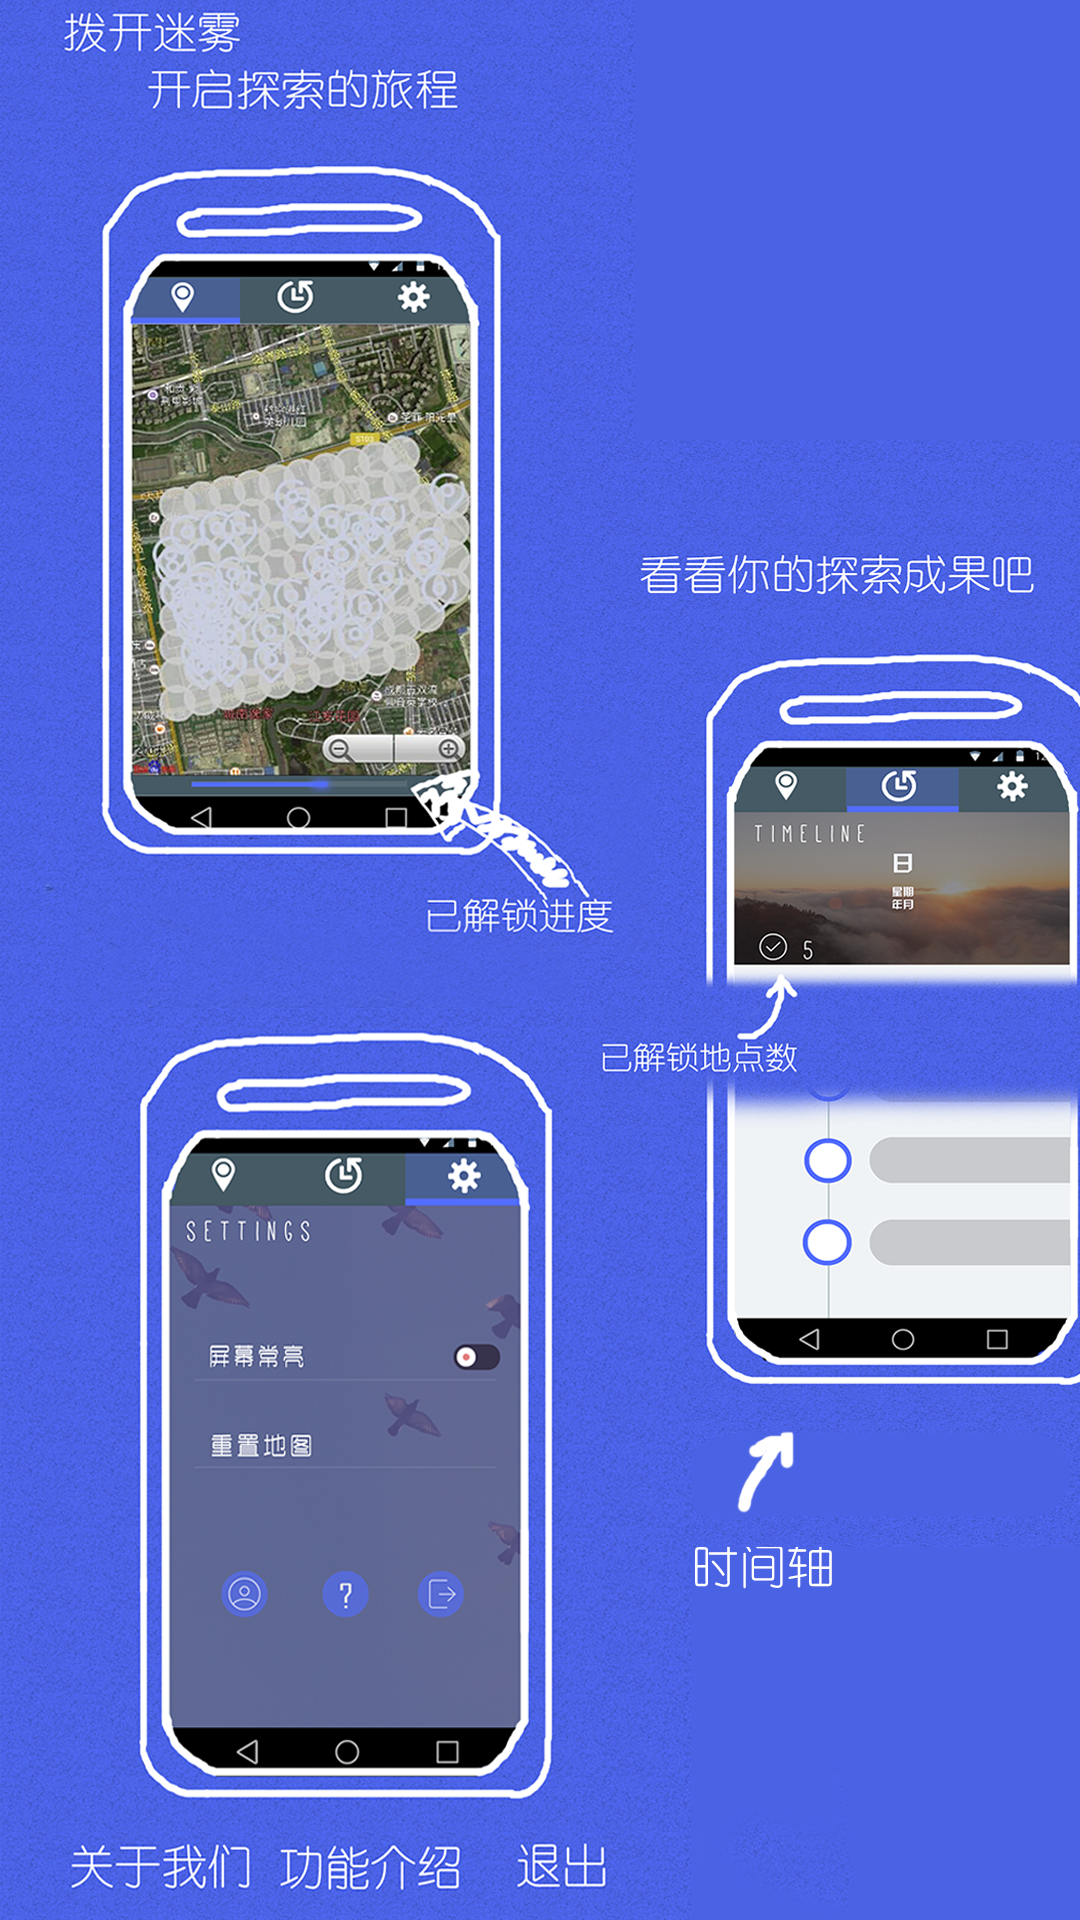 拨开迷雾
开启探索的旅程
S103
已解锁进度
看看你的探索成果吧
TIMELINE
日
星期
年月
5
已解锁地点数
时间轴
SETTINGS
屏幕常亮
重置地图
?
关于我们 功能介绍 退出